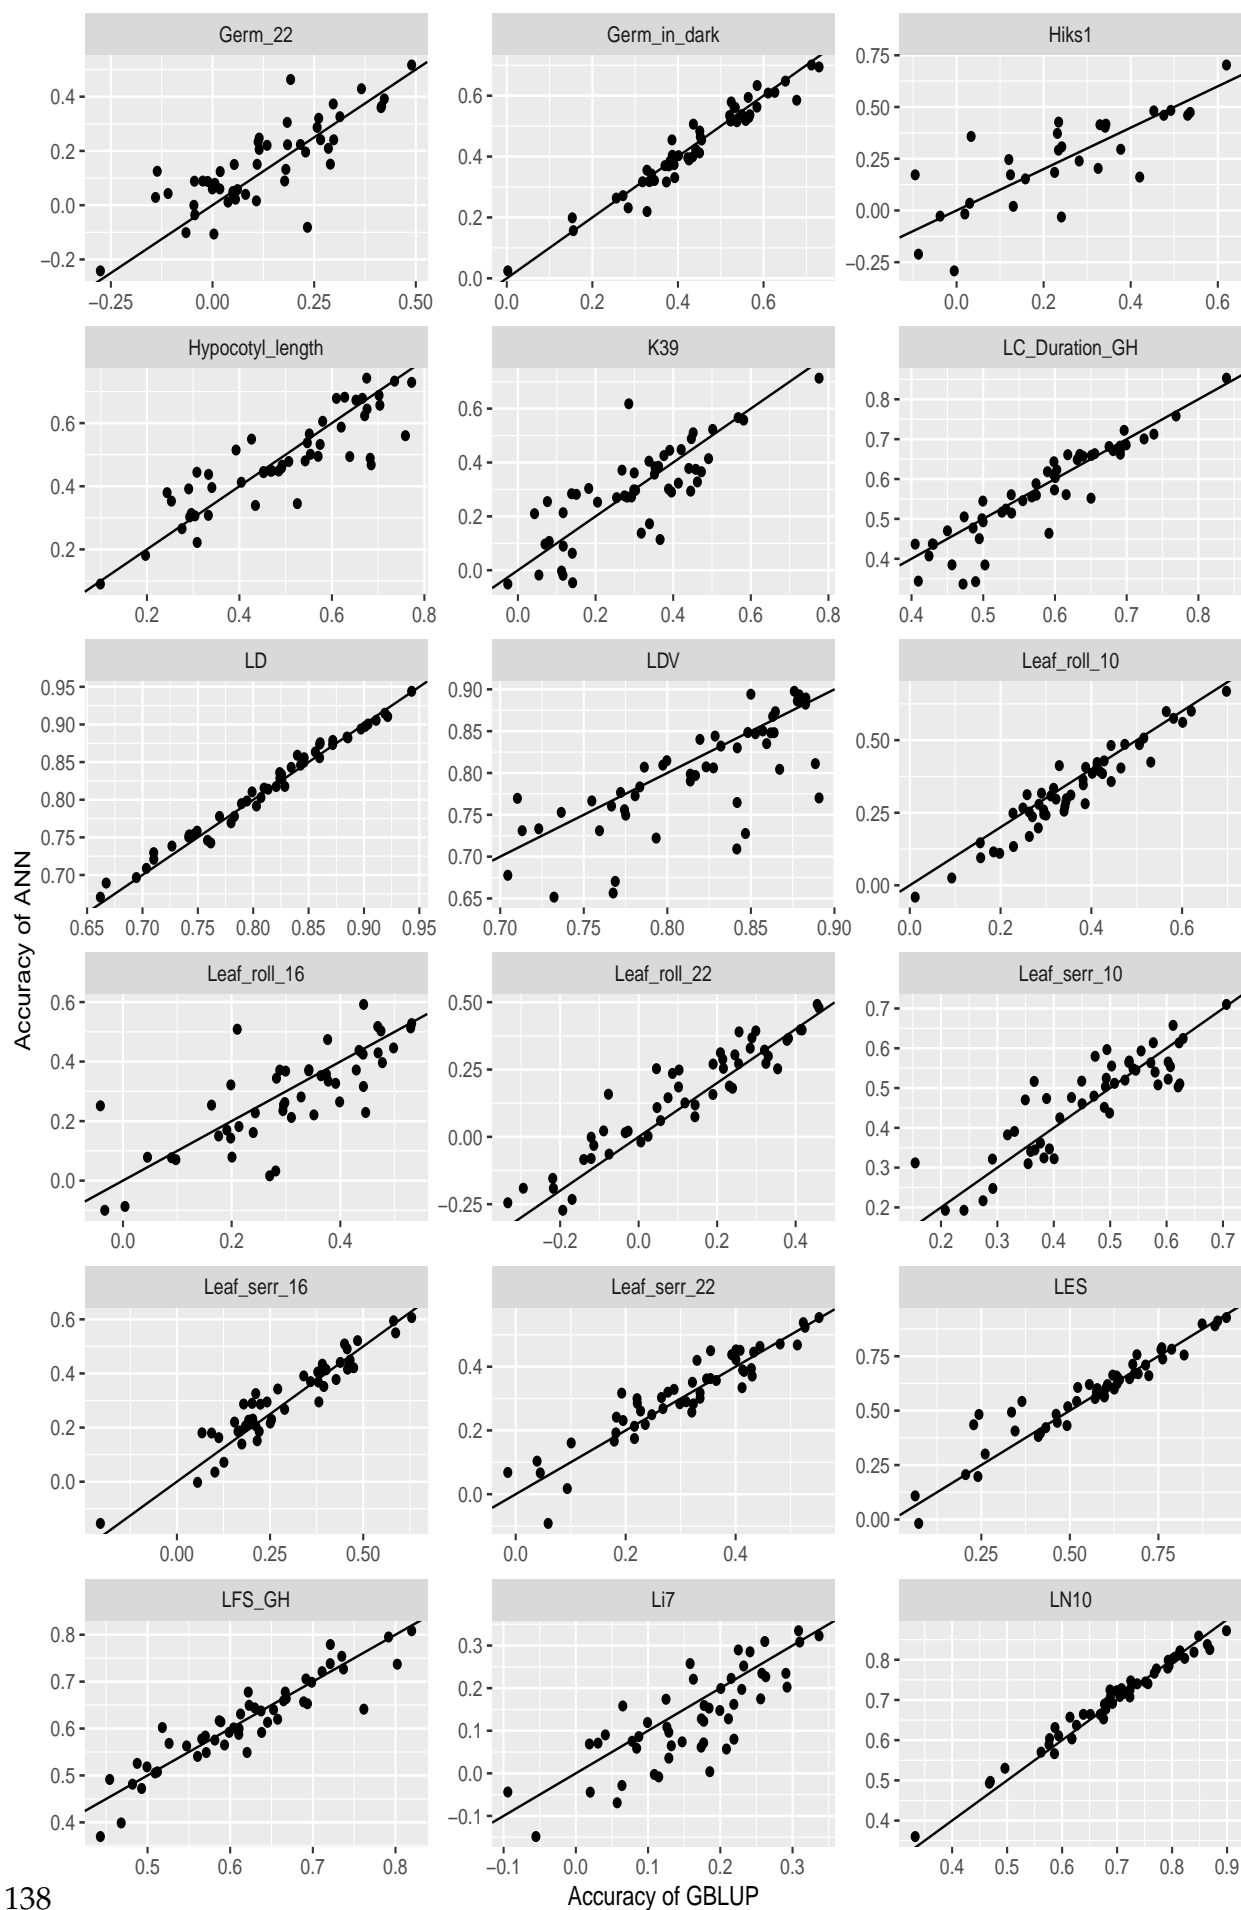 Germ_22 Germ_in_dark Hiks1
0.4 0.2 0.0 −0.2
0.6 0.4 0.2 0.0
0.75 0.50 0.25 0.00 −0.25
−0.25 0.00 0.25 0.50
0.0 0.2 0.4 0.6
0.0 0.2 0.4 0.6
Hypocotyl_length K39 LC_Duration_GH
0.6 0.4 0.2
0.6 0.4 0.2 0.0
0.8 0.7 0.6 0.5 0.4
0.2 0.4 0.6 0.8
0.0 0.2 0.4 0.6 0.8
0.4 0.5 0.6 0.7 0.8
LD LDV Leaf_roll_10
0.95 0.90 0.85 0.80 0.75 0.70
0.90 0.85 0.80 0.75 0.70 0.65
0.50 0.25 0.00
0.65 0.70 0.75 0.80 0.85 0.90 0.95
0.70 0.75 0.80 0.85 0.90
0.0 0.2 0.4 0.6
Accuracy of ANN
Leaf_roll_16 Leaf_roll_22 Leaf_serr_10
0.6 0.4 0.2 0.0
0.50 0.25 0.00 −0.25
0.7 0.6 0.5 0.4 0.3 0.2
0.0 0.2 0.4
−0.2 0.0 0.2 0.4
0.2 0.3 0.4 0.5 0.6 0.7
Leaf_serr_16 Leaf_serr_22 LES
0.6 0.4 0.2 0.0
0.4 0.2 0.0
0.75 0.50 0.25 0.00
0.00 0.25 0.50
0.0 0.2 0.4
0.25 0.50 0.75
LFS_GH Li7 LN10
0.8 0.7 0.6 0.5 0.4
0.3 0.2 0.1 0.0 −0.1
0.8 0.7 0.6 0.5 0.4
0.5 0.6 0.7 0.8
−0.1 0.0 0.1 0.2 0.3
0.4 0.5 0.6 0.7 0.8 0.9
Accuracy of GBLUP
138